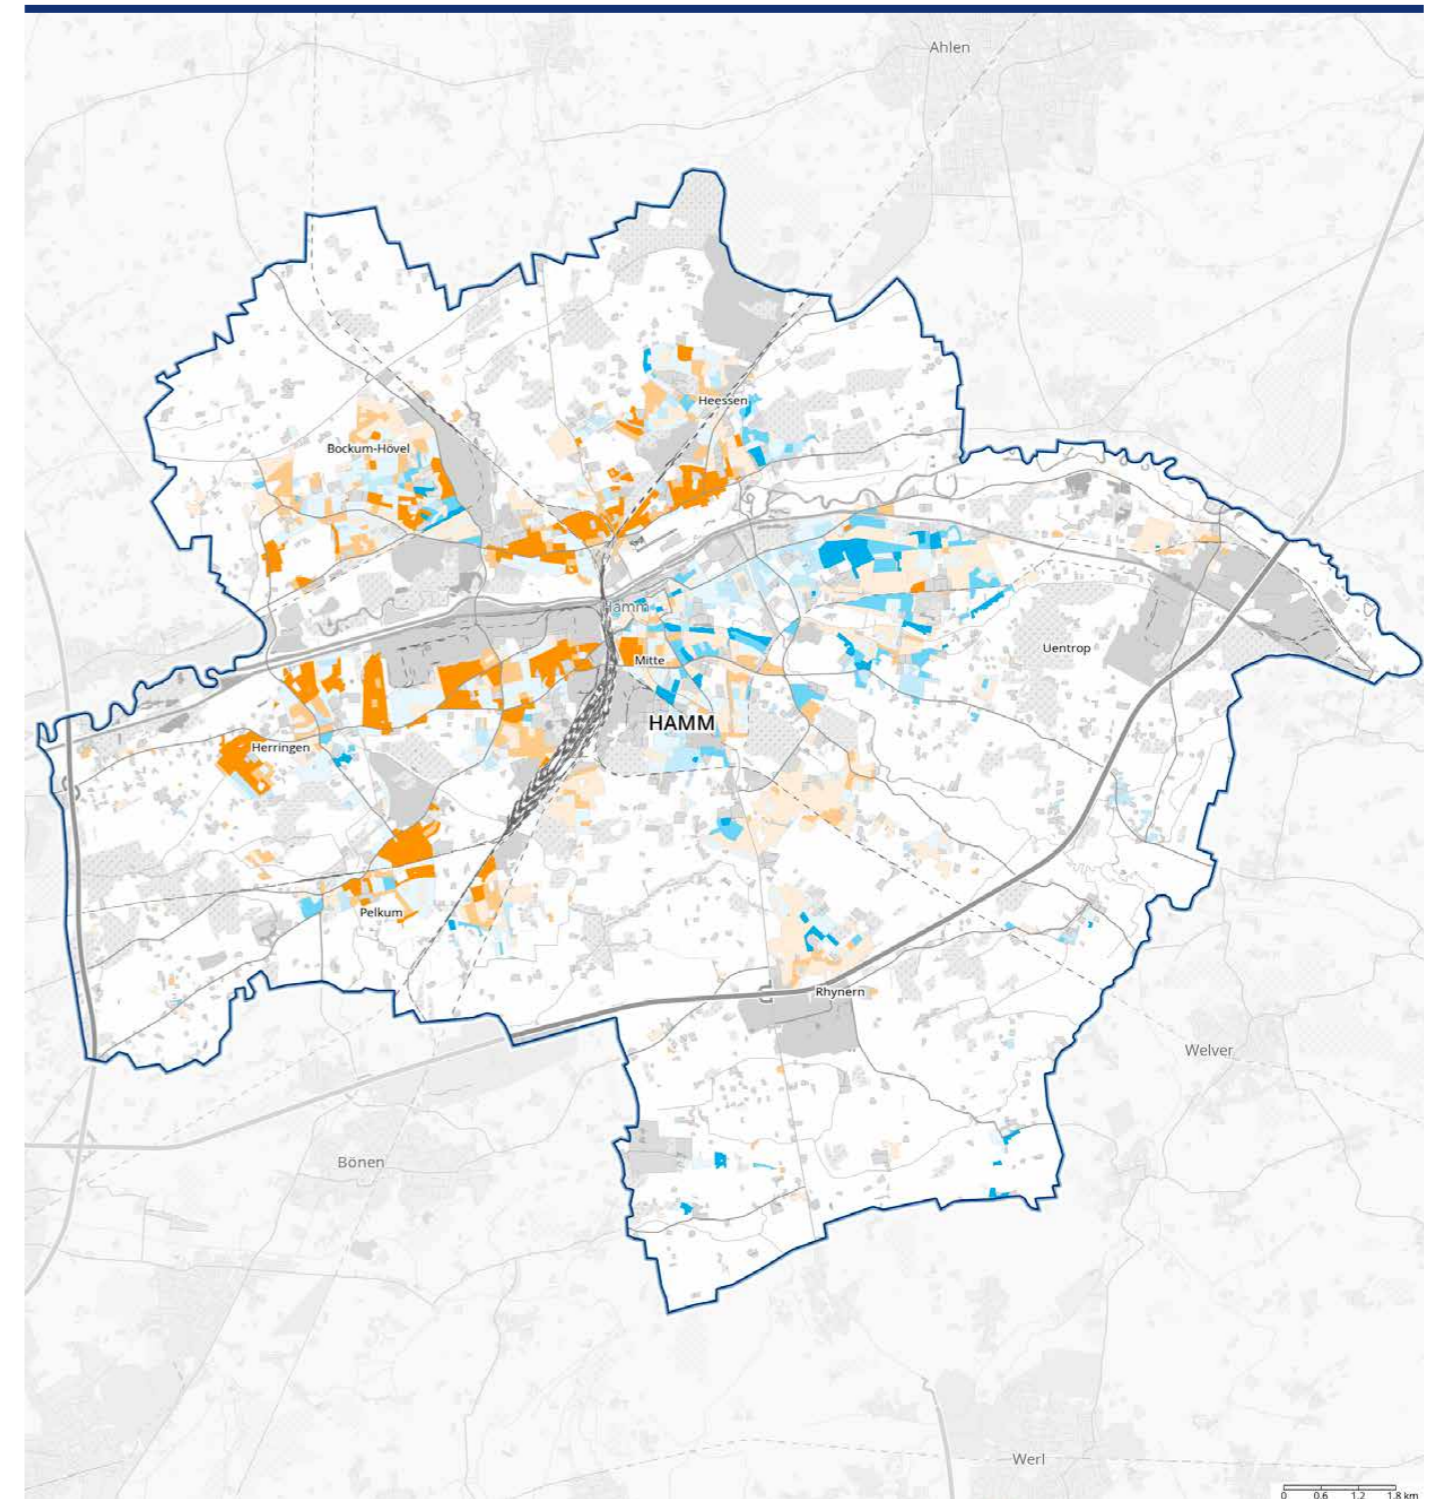 Ahlen
Heessen
Bockum-Hövel
Hamm
Uentrop
Mitte
HAMM
Herringen
Pelkum
Rhynern
Welver
Bönen
Werl
0 0.6 1.2 1.8 km